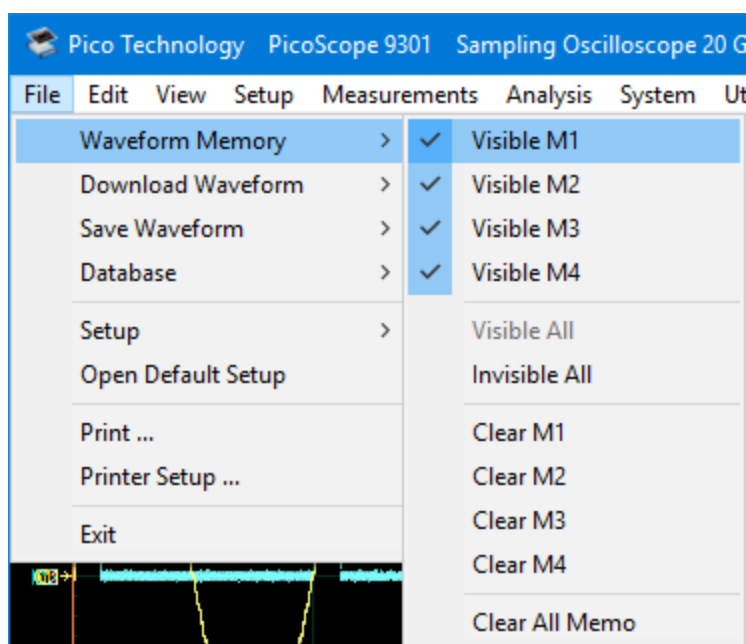 Pico Technology PicoScope 9301 Sampling Oscilloscope 20 G
File Edit View Setup Measurements Analysis System Ut
Waveform Memory
Download Waveform
Save Waveform
Database
Setup
Open Default Setup
Print ...
Printer Setup ...
Exit
Visible M1
Visible M2
Visible M3
Visible M4
Visible All
Invisible All
Clear M1
Clear M2
Clear M3
Clear M4
Clear All Memo